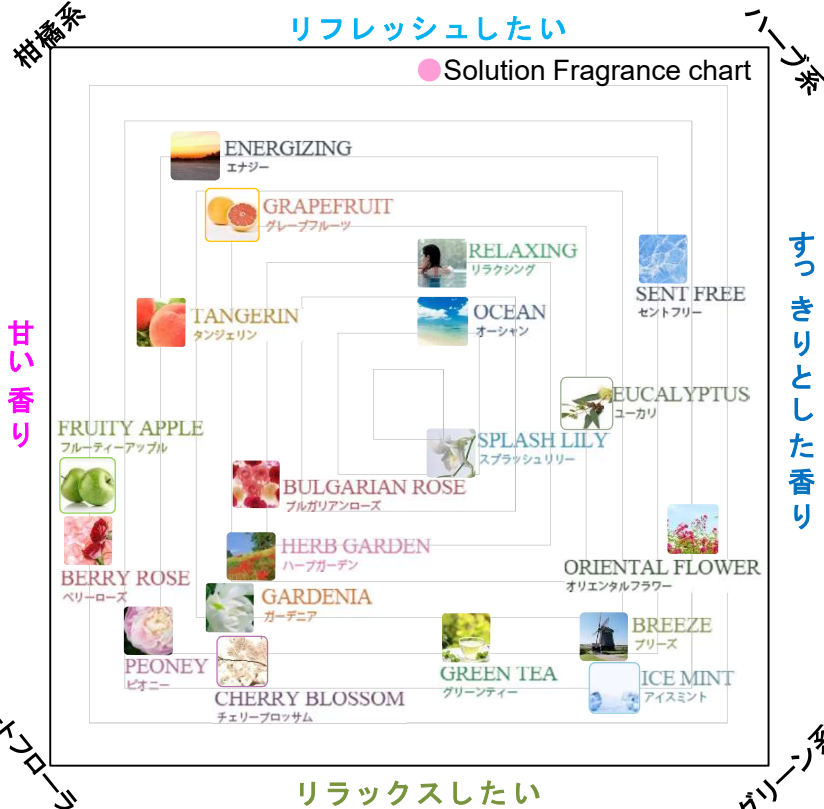 柑橘系
リフレッシュしたい
ハーブ系
Solution Fragrance chart
ENERGIZING
エナジー
GRAPEFRUIT
グレープフルーツ
RELAXING
リラクシング
SENT FREE
セントフリー
TANGERIN
タンジェリン
OCEAN
オーシャン
甘い香り
すっきりとした香り
EUCALYPTUS
ユーカリ
FRUITY APPLE
フルーティーアップル
SPLASH LILY
スプラッシュリリー
BULGARIAN ROSE
ブルガリアンローズ
HERB GARDEN
ハーブガーデン
ORIENTAL FLOWER
オリエンタルフラワー
BERRY ROSE
ベリーローズ
GARDENIA
ガーデニア
BREEZE
ブリーズ
PEONEY
ピオニー
GREEN TEA
グリーンティー
ICE MINT
アイスミント
CHERRY BLOSSOM
チェリーブロッサム
トフローラ
リラックスしたい
グリーン系